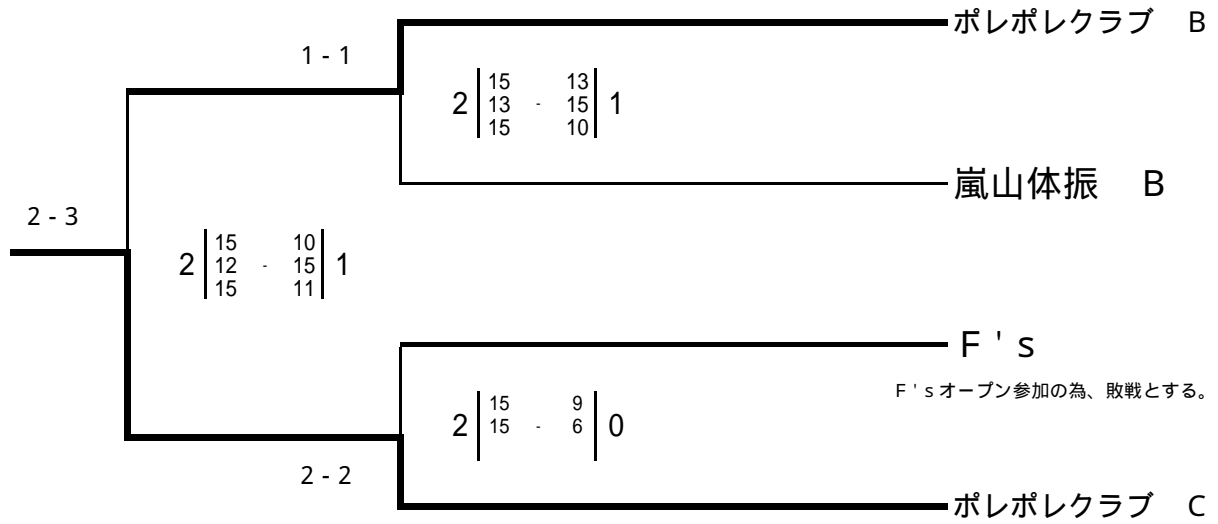 ポレポレクラブ　B
1 - 1
2 15 13 1
13 - 15
15 10
嵐山体振　B
2 - 3
2 15 10 1
12 - 15
15 11
F's
F'sオープン参加の為、敗戦とする。
2 15 9 0
15 - 6
2 - 2
ポレポレクラブ　C